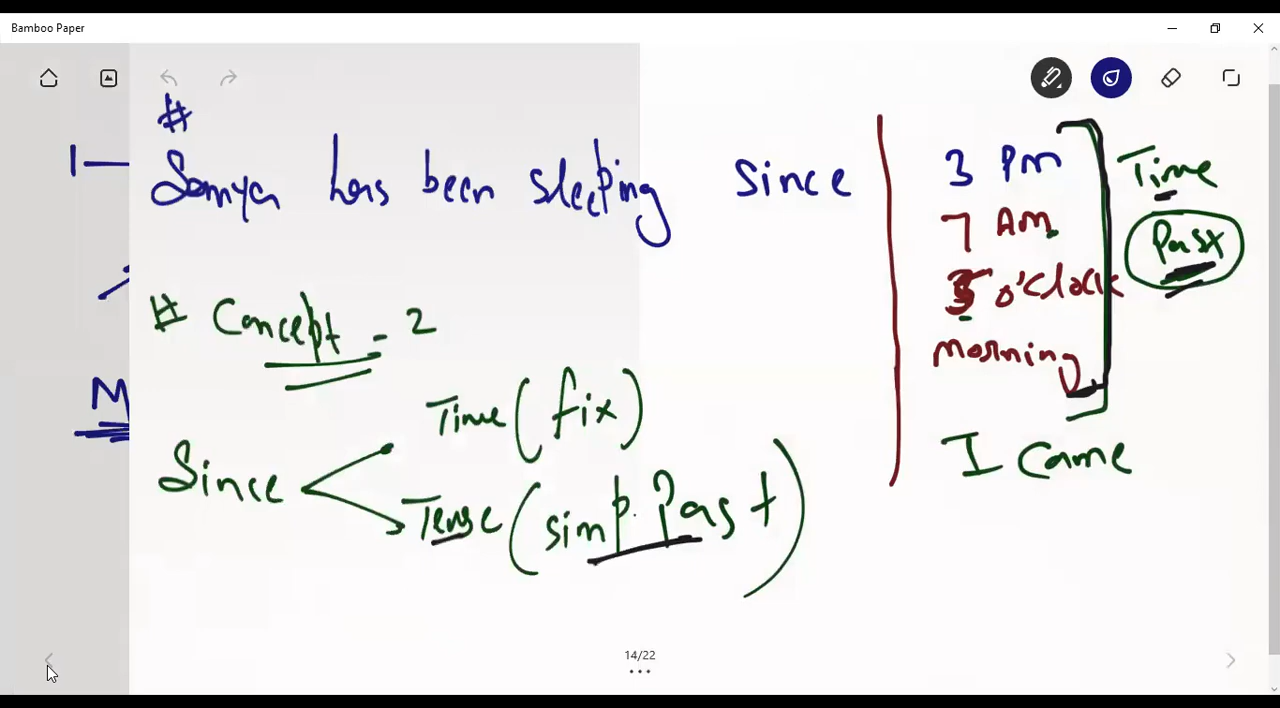 Bamboo Paper
#
Somya has been sleeping since
3 Pm
7 Am
5 o'clock
morning
I came
Time
Past
# Concept - 2
Time (fix)
Since
Tense (simp. Past)
14/22